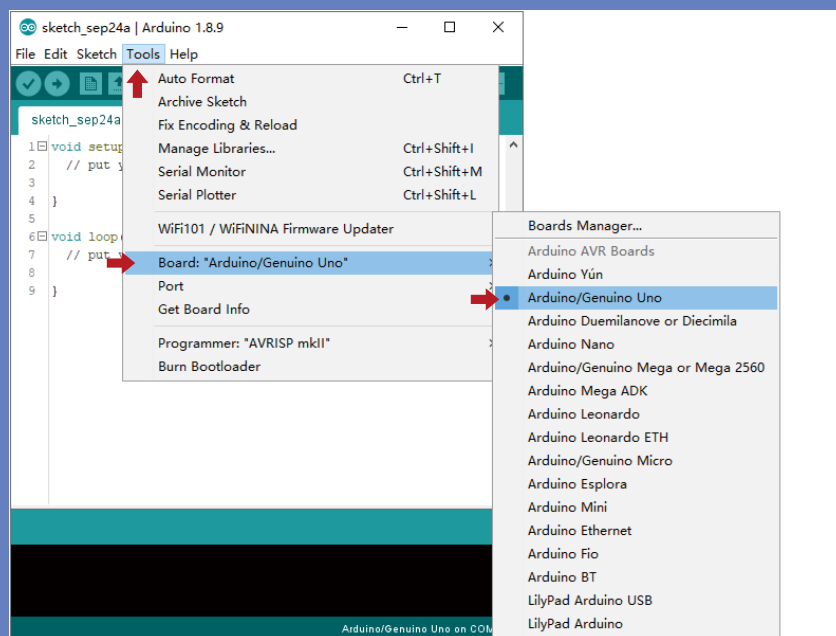 sketch_sep24a | Arduino 1.8.9
File Edit Sketch Tools Help
sketch_sep24a
1 void setup
2 // put y
3
4 }
5
6 void loop(
7 // put
8
9 }
Auto Format Ctrl+T
Archive Sketch
Fix Encoding & Reload
Manage Libraries... Ctrl+Shift+I
Serial Monitor Ctrl+Shift+M
Serial Plotter Ctrl+Shift+L
WiFi101 / WiFiNINA Firmware Updater
Board: "Arduino/Genuino Uno"
Port
Get Board Info
Programmer: "AVRISP mkII"
Burn Bootloader
Boards Manager...
Arduino AVR Boards
Arduino Yún
Arduino/Genuino Uno
Arduino Duemilanove or Diecimila
Arduino Nano
Arduino/Genuino Mega or Mega 2560
Arduino Mega ADK
Arduino Leonardo
Arduino Leonardo ETH
Arduino/Genuino Micro
Arduino Esplora
Arduino Mini
Arduino Ethernet
Arduino Fio
Arduino BT
LilyPad Arduino USB
LilyPad Arduino
Arduino/Genuino Uno on COM